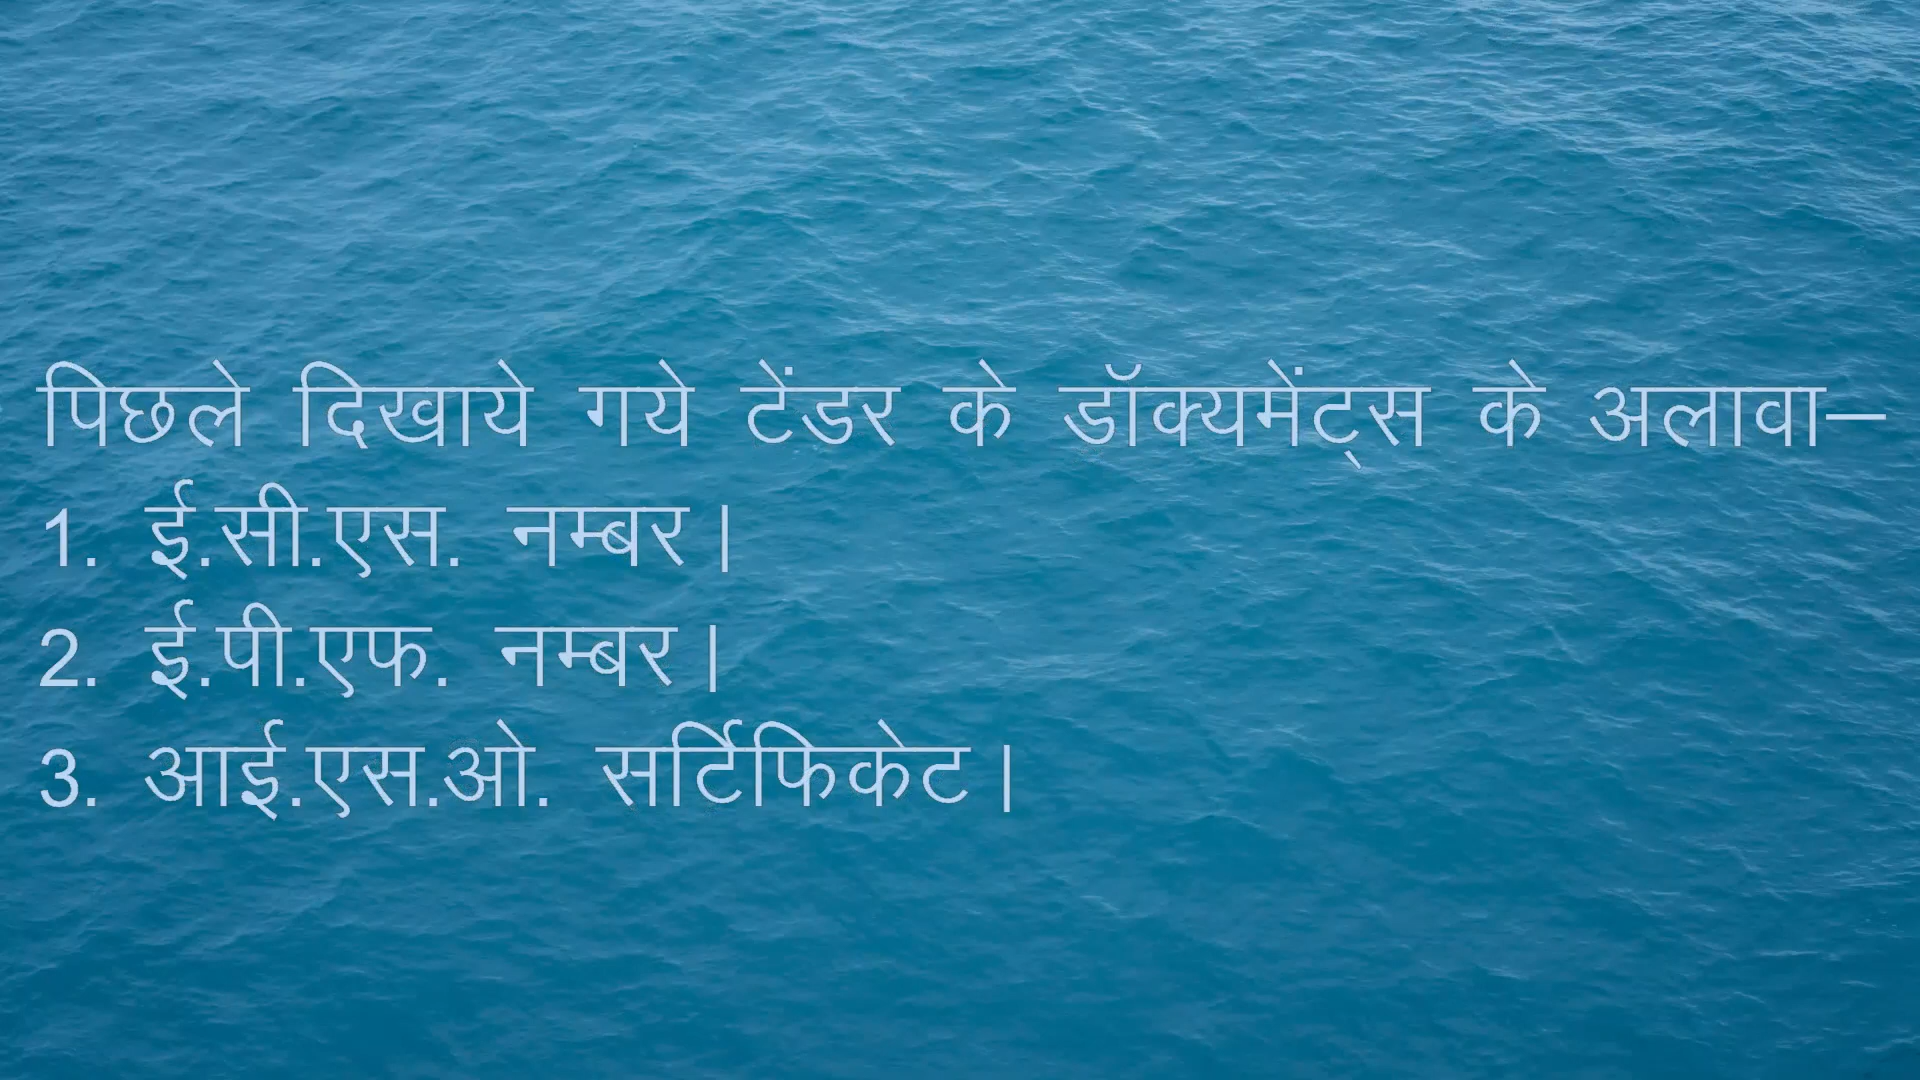 पिछले दिखाये गये टेंडर के डॉक्यमेंट्स के अलावा–
1. ई.सी.एस. नम्बर।
2. ई.पी.एफ. नम्बर।
3. आई.एस.ओ. सर्टिफिकेट।